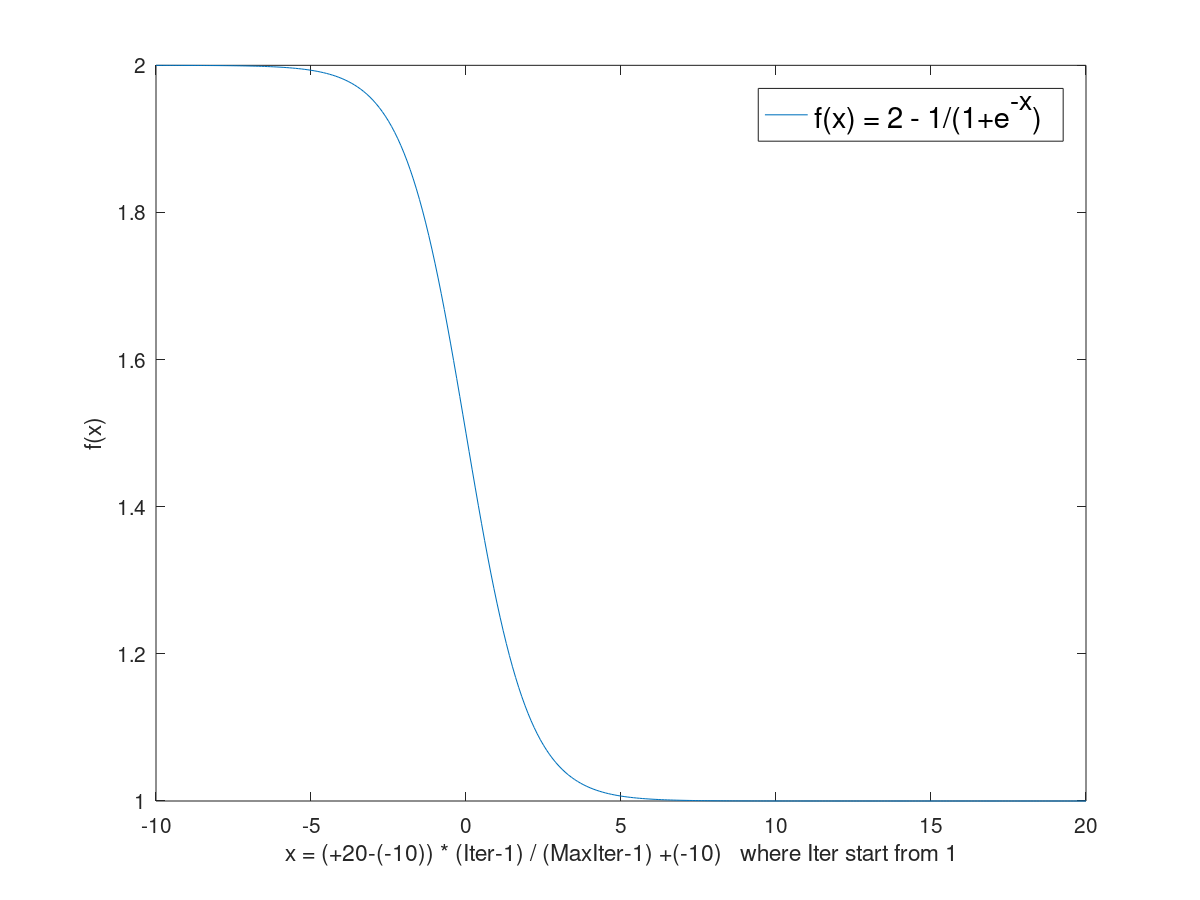 2
f(x) = 2 - 1/(1+e^-x)
1.8
1.6
f(x)
1.4
1.2
1
-10 -5 0 5 10 15 20
x = (+20-(-10)) * (Iter-1) / (MaxIter-1) +(-10) where Iter start from 1